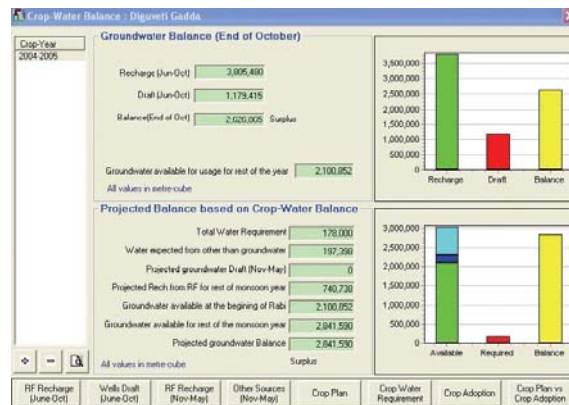 Crop-Water Balance : Diguveti Gadda
Crop-Year
2004-2005
Groundwater Balance (End of October)
Recharge (Jun-Oct) 3,805,480
Draft (Jun-Oct) 1,179,415
Balance(End of Oct) 2,626,065 Surplus
Groundwater available for usage for rest of the year 2,100,852
All values in metre-cube
3,500,000
3,000,000
2,500,000
2,000,000
1,500,000
1,000,000
500,000
0
Recharge Draft Balance
Projected Balance based on Crop-Water Balance
Total Water Requirement 178,000
Water expected from other than groundwater 197,398
Projected groundwater Draft (Nov-May) 0
Projected Rech from RF for rest of monsoon year 740,738
Groundwater available at the begining of Rabi 2,100,852
Groundwater available for rest of the monsoon year 2,841,590
Projected groundwater Balance 2,841,590
All values in metre-cube Surplus
3,000,000
2,500,000
2,000,000
1,500,000
1,000,000
500,000
0
Available Required Balance
RF Recharge (June-Oct)
Wells Draft (June-Oct)
RF Recharge (Nov-May)
Other Sources (Nov-May)
Crop Plan
Crop Water Requirement
Crop Adoption
Crop Plan vs Crop Adoption